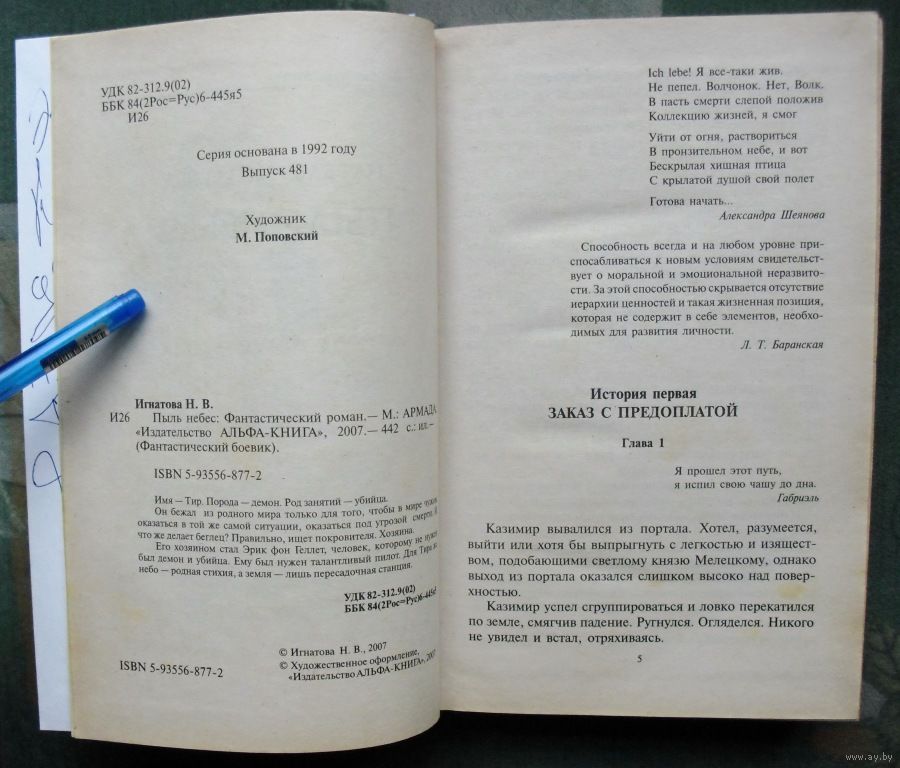 УДК 82-312.9(02)
ББК 84(2Рос=Рус)6-445я5
И26
Серия основана в 1992 году
Выпуск 481
Художник
М. Поповский
Игнатова Н. В.
И26 Пыль небес: Фантастический роман.— М.: АРМАДА
«Издательство АЛЬФА-КНИГА», 2007.— 442 с.: ил.—
(Фантастический боевик).
ISBN 5-93556-877-2
Имя — Тир. Порода — демон. Род занятий — убийца.
Он бежал из родного мира только для того, чтобы в мире чужом
оказаться в той же самой ситуации, оказаться под угрозой смерти. И
что же делает беглец? Правильно, ищет покровителя. Хозяина.
Его хозяином стал Эрик фон Геллет, человек, которому не нужен
был демон и убийца. Ему был нужен талантливый пилот. Для Тира же
небо — родная стихия, а земля — лишь пересадочная станция.
УДК 82-312.9(02)
ББК 84(2Рос=Рус)6-445я5
© Игнатова Н. В., 2007
© Художественное оформление,
«Издательство АЛЬФА-КНИГА», 2007
ISBN 5-93556-877-2
Ich lebe! Я все-таки жив.
Не пепел. Волчонок. Нет, Волк.
В пасть смерти слепой положив
Коллекцию жизней, я смог
Уйти от огня, раствориться
В пронзительном небе, и вот
Бескрылая хищная птица
С крылатой душой свой полет
Готова начать...
Александра Шеянова
Способность всегда и на любом уровне при-
спосабливаться к новым условиям свидетельст-
вует о моральной и эмоциональной неразвито-
сти. За этой способностью скрывается отсутствие
иерархии ценностей и такая жизненная позиция,
которая не содержит в себе элементов, необхо-
димых для развития личности.
Л. Т. Баранская
История первая
ЗАКАЗ С ПРЕДОПЛАТОЙ
Глава 1
Я прошел этот путь,
я испил свою чашу до дна.
Габриэль
Казимир вывалился из портала. Хотел, разумеется,
выйти или хотя бы выпрыгнуть с легкостью и изящест-
вом, подобающими светлому князю Мелецкому, однако
выход из портала оказался слишком высоко над повер-
хностью.
Казимир успел сгруппироваться и ловко перекатился
по земле, смягчив падение. Ругнулся. Огляделся. Никого
не увидел и встал, отряхиваясь.
5
www.ay.by